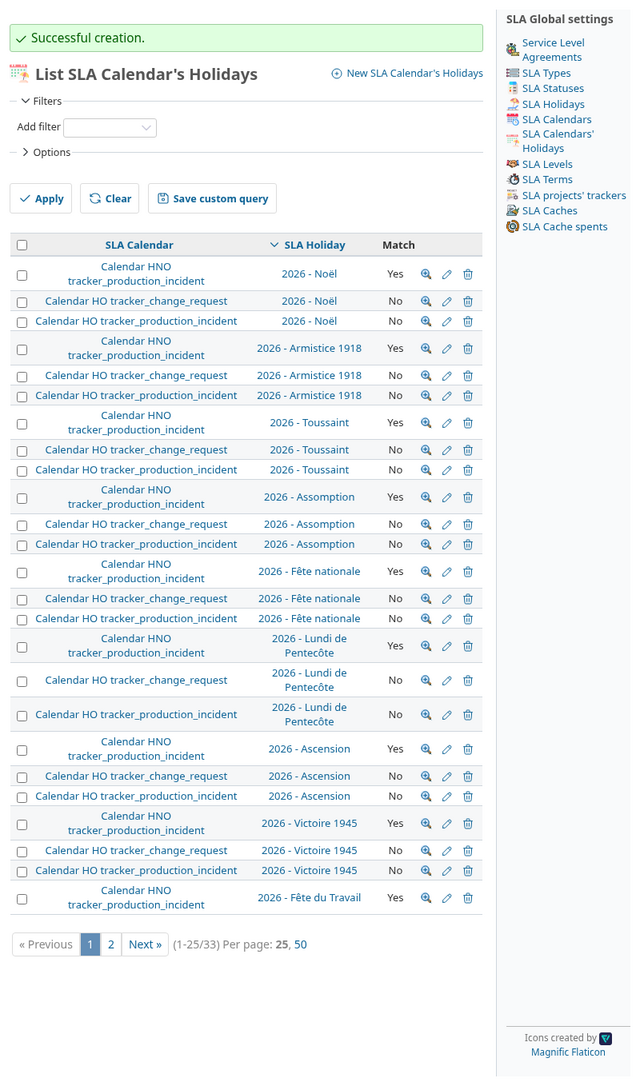 Successful creation.
List SLA Calendar's Holidays
New SLA Calendar's Holidays
Filters
Add filter
Options
Apply
Clear
Save custom query
SLA Calendar SLA Holiday Match
Calendar HNO
tracker_production_incident 2026 - Noël Yes
Calendar HO tracker_change_request 2026 - Noël No
Calendar HO tracker_production_incident 2026 - Noël No
Calendar HNO
tracker_production_incident 2026 - Armistice 1918 Yes
Calendar HO tracker_change_request 2026 - Armistice 1918 No
Calendar HO tracker_production_incident 2026 - Armistice 1918 No
Calendar HNO
tracker_production_incident 2026 - Toussaint Yes
Calendar HO tracker_change_request 2026 - Toussaint No
Calendar HO tracker_production_incident 2026 - Toussaint No
Calendar HNO
tracker_production_incident 2026 - Assomption Yes
Calendar HO tracker_change_request 2026 - Assomption No
Calendar HO tracker_production_incident 2026 - Assomption No
Calendar HNO
tracker_production_incident 2026 - Fête nationale Yes
Calendar HO tracker_change_request 2026 - Fête nationale No
Calendar HO tracker_production_incident 2026 - Fête nationale No
Calendar HNO 2026 - Lundi de
tracker_production_incident Pentecôte Yes
2026 - Lundi de
Calendar HO tracker_change_request Pentecôte No
2026 - Lundi de
Calendar HO tracker_production_incident Pentecôte No
Calendar HNO
tracker_production_incident 2026 - Ascension Yes
Calendar HO tracker_change_request 2026 - Ascension No
Calendar HO tracker_production_incident 2026 - Ascension No
Calendar HNO
tracker_production_incident 2026 - Victoire 1945 Yes
Calendar HO tracker_change_request 2026 - Victoire 1945 No
Calendar HO tracker_production_incident 2026 - Victoire 1945 No
Calendar HNO
tracker_production_incident 2026 - Fête du Travail Yes
« Previous 1 2 Next » (1-25/33) Per page: 25, 50
SLA Global settings
Service Level
Agreements
SLA Types
SLA Statuses
SLA Holidays
SLA Calendars
SLA Calendars'
Holidays
SLA Levels
SLA Terms
SLA projects' trackers
SLA Caches
SLA Cache spents
Icons created by
Magnific Flaticon